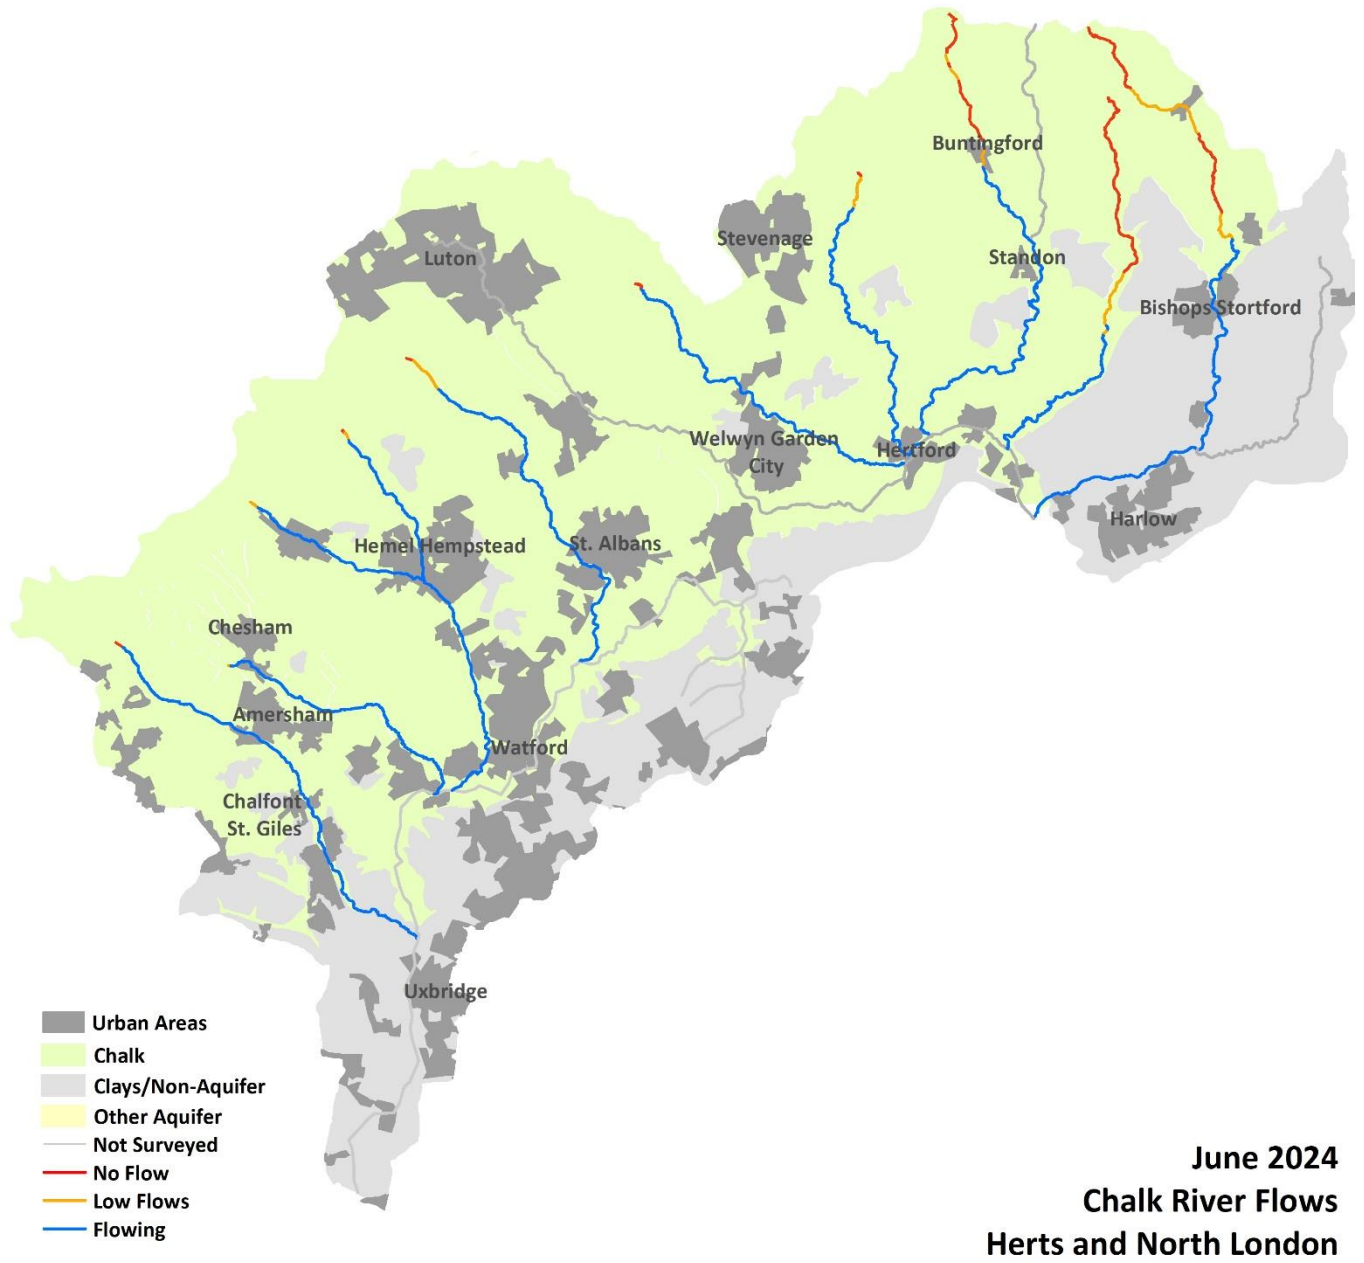 Buntingford
Stevenage
Luton
Standon
Bishops Stortford
Welwyn Garden
City
Hertford
Harlow
Hemel Hempstead
St. Albans
Chesham
Amersham
Watford
Chalfont
St. Giles
Uxbridge
Urban Areas
Chalk
Clays/Non-Aquifer
Other Aquifer
Not Surveyed
No Flow
Low Flows
Flowing
June 2024
Chalk River Flows
Herts and North London